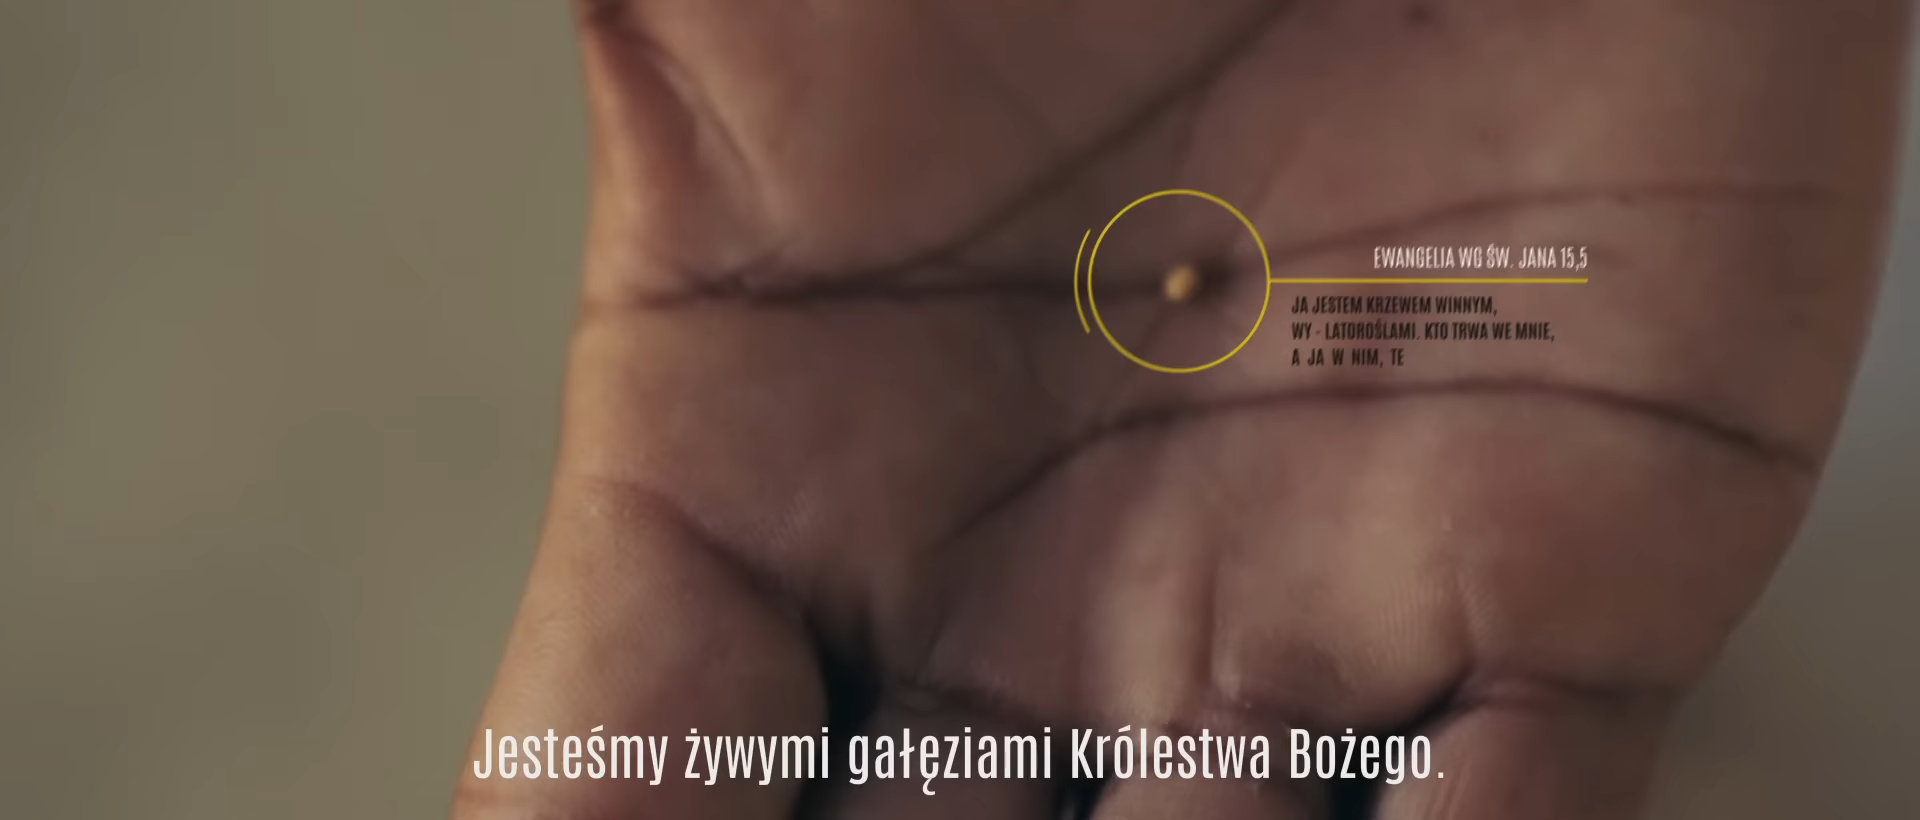 EWANGELIA WG ŚW. JANA 15,5
JA JESTEM KRZEWEM WINNYM,
WY - LATOROŚLAMI. KTO TRWA WE MNIE,
A JA W NIM, TE
Jesteśmy żywymi gałęziami Królestwa Bożego.